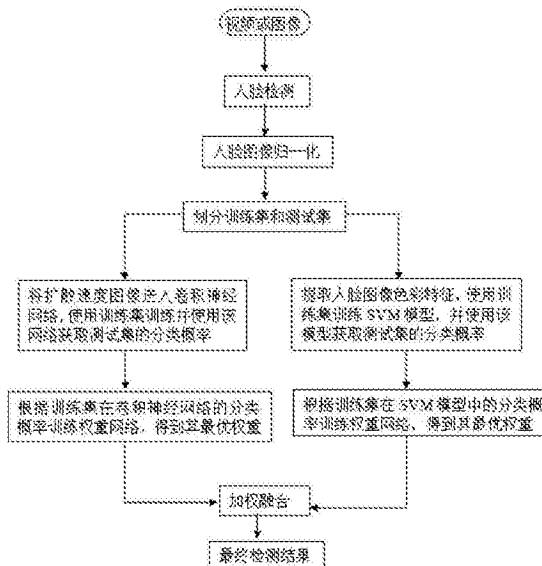 视频或图像
人脸检测
人脸图像归一化
划分训练集和测试集
将扩散速度图像送入卷积神经
网络,使用训练集训练并使用该
网络获取测试集的分类概率
提取人脸图像色彩特征,使用训
练集训练 SVM 模型,并使用该
模型获取测试集的分类概率
根据训练集在卷积神经网络的分类
概率训练权重网络,得到其最优权重
根据训练集在 SVM 模型中的分类概
率训练权重网络,得到其最优权重
加权融合
最终检测结果